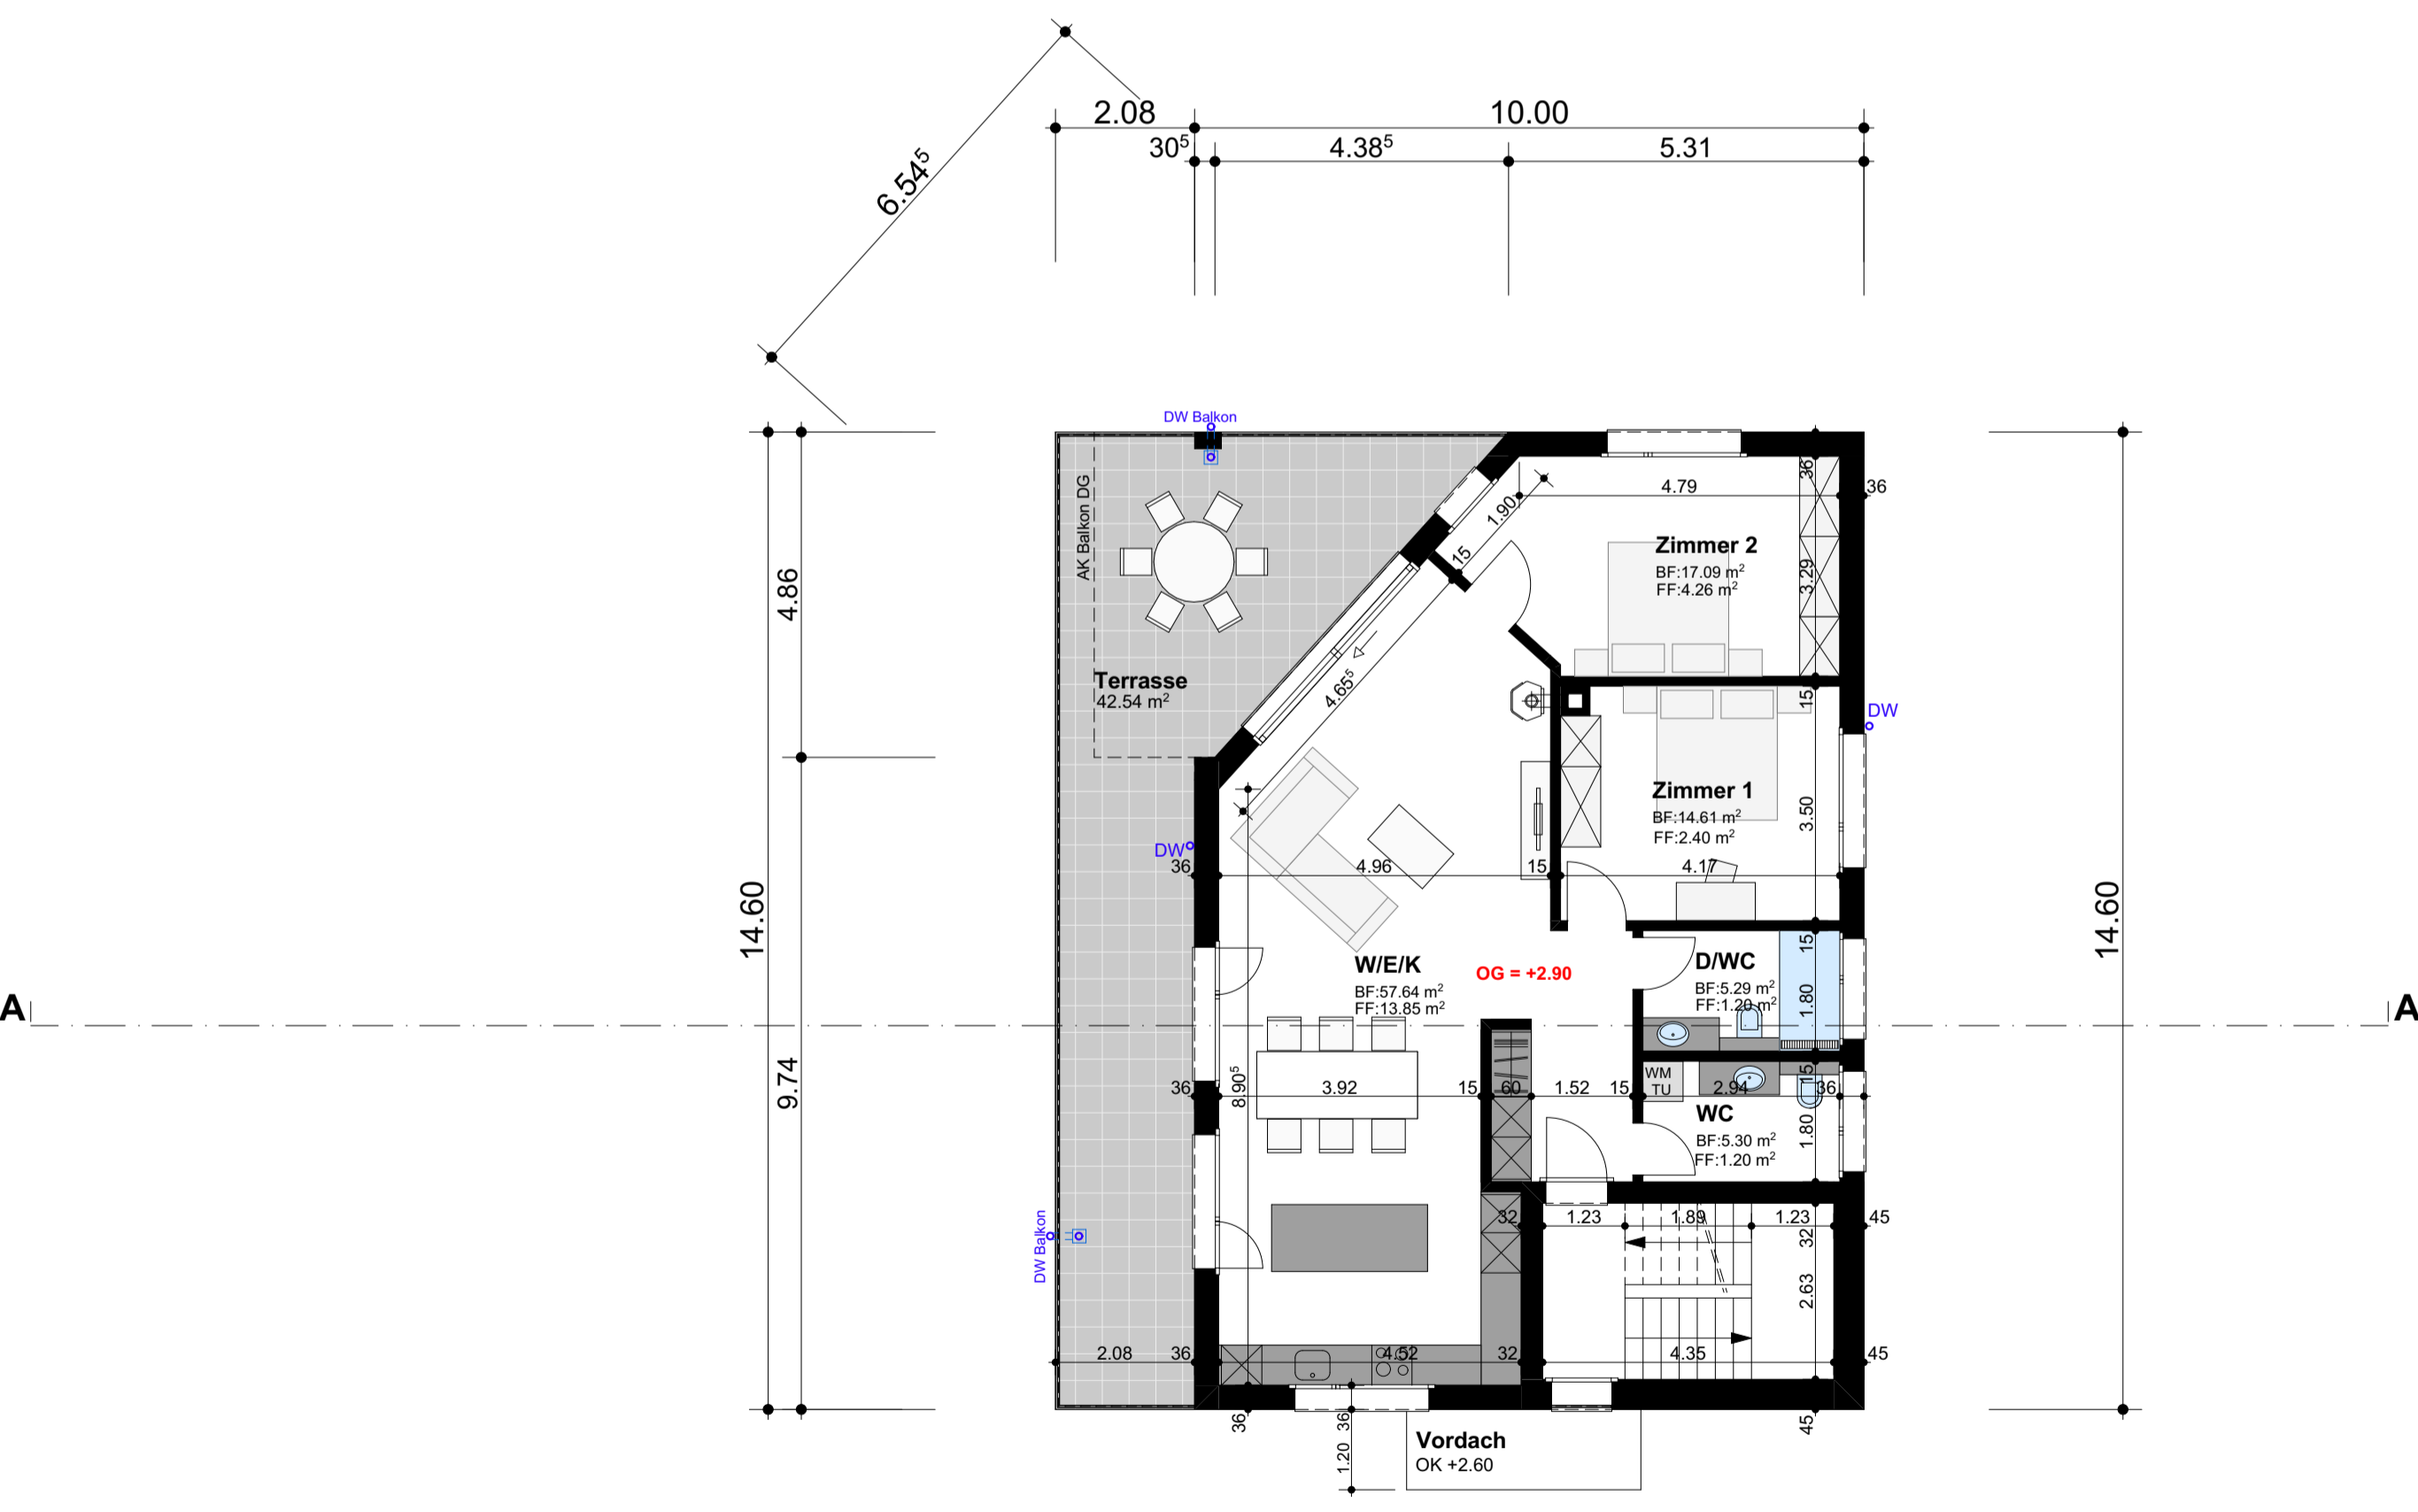 2.08
10.00
30⁵
4.38⁵
5.31
6.54⁵
DW Balkon
AK Balkon DG
36
4.79
36
1.90
15
Zimmer 2
BF:17.09 m²
FF:4.26 m²
3.29
4.86
Terrasse
42.54 m²
4.65⁵
15
DW
Zimmer 1
BF:14.61 m²
FF:2.40 m²
3.50
DW
36
4.96
15
4.17
14.60
14.60
W/E/K
BF:57.64 m²
FF:13.85 m²
OG = +2.90
15
D/WC
BF:5.29 m²
FF:1.20 m²
1.80
A
A
9.74
36
8.90⁵
3.92
15
60
1.52
15
WM
TU
2.94
15
36
WC
BF:5.30 m²
FF:1.20 m²
1.80
DW Balkon
32
1.23
1.89
1.23
45
32
2.63
2.08
36
4.52
32
4.35
45
36
36
1.20
45
Vordach
OK +2.60